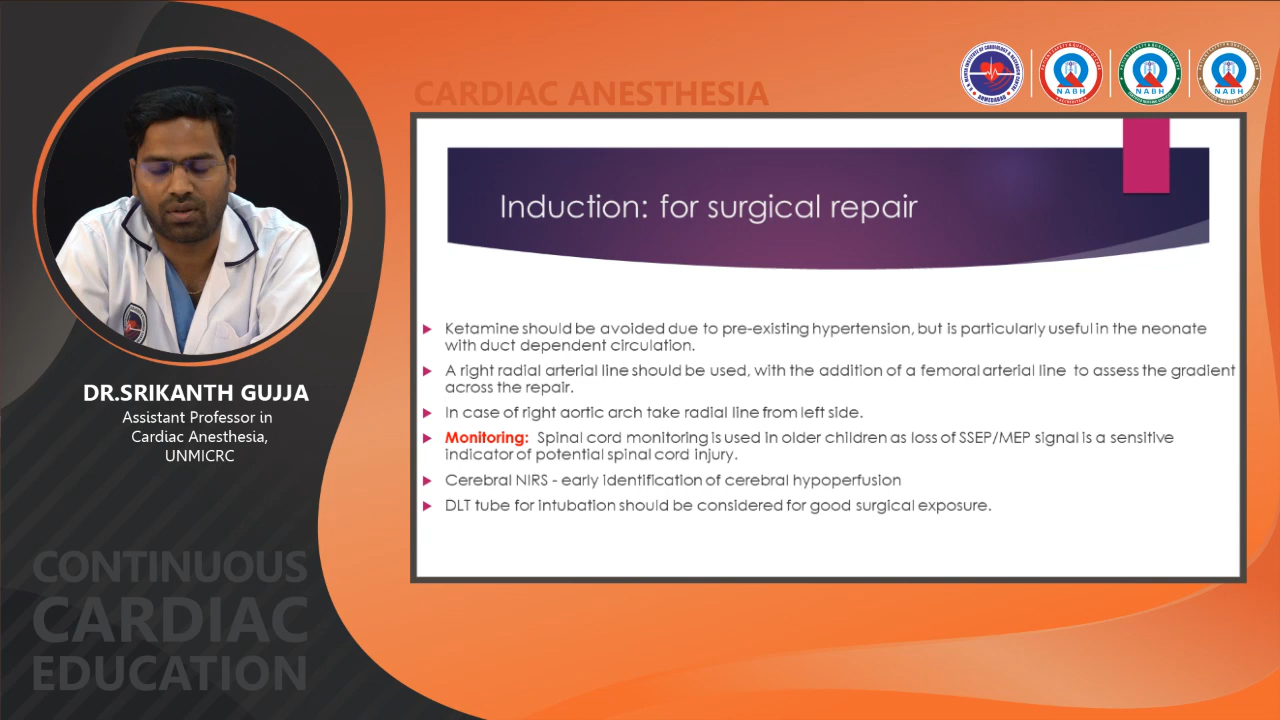 CARDIAC ANESTHESIA
NABH
NABH
NABH
Induction: for surgical repair
Ketamine should be avoided due to pre-existing hypertension, but is particularly useful in the neonate
with duct dependent circulation.
A right radial arterial line should be used, with the addition of a femoral arterial line to assess the gradient
across the repair.
In case of right aortic arch take radial line from left side.
Monitoring: Spinal cord monitoring is used in older children as loss of SSEP/MEP signal is a sensitive
indicator of potential spinal cord injury.
Cerebral NIRS - early identification of cerebral hypoperfusion
DLT tube for intubation should be considered for good surgical exposure.
DR.SRIKANTH GUJJA
Assistant Professor in
Cardiac Anesthesia,
UNMICRC
CONTINUOUS
CARDIAC
EDUCATION